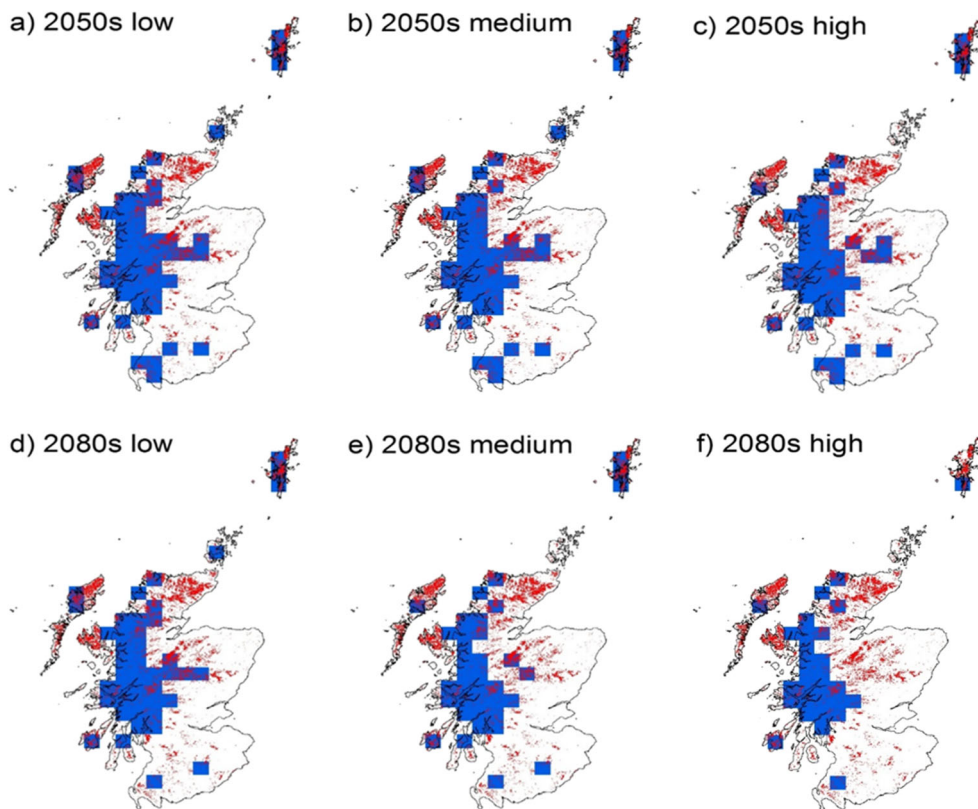 a) 2050s low
b) 2050s medium
c) 2050s high
d) 2080s low
e) 2080s medium
f) 2080s high